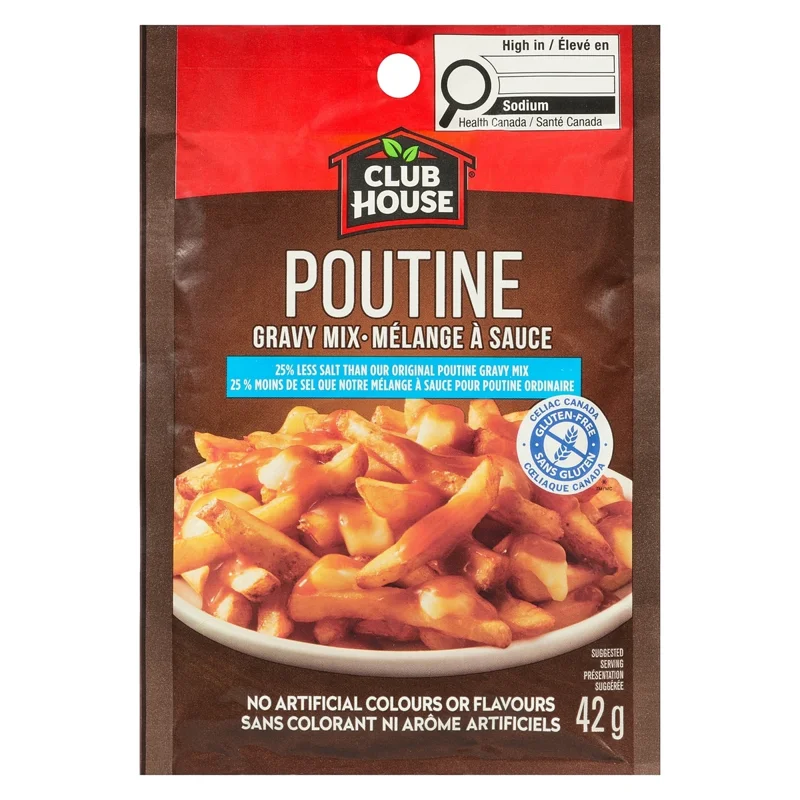 High in / Élevé en
Sodium
Health Canada / Santé Canada
CLUB
HOUSE®
POUTINE
GRAVY MIX • MÉLANGE À SAUCE
25% LESS SALT THAN OUR ORIGINAL POUTINE GRAVY MIX
25 % MOINS DE SEL QUE NOTRE MÉLANGE À SAUCE POUR POUTINE ORDINAIRE
CELIAC CANADA
GLUTEN-FREE
SANS GLUTEN
CŒLIAQUE CANADA
SUGGESTED
SERVING
PRÉSENTATION
SUGGÉRÉE
NO ARTIFICIAL COLOURS OR FLAVOURS
SANS COLORANT NI ARÔME ARTIFICIELS
42 g